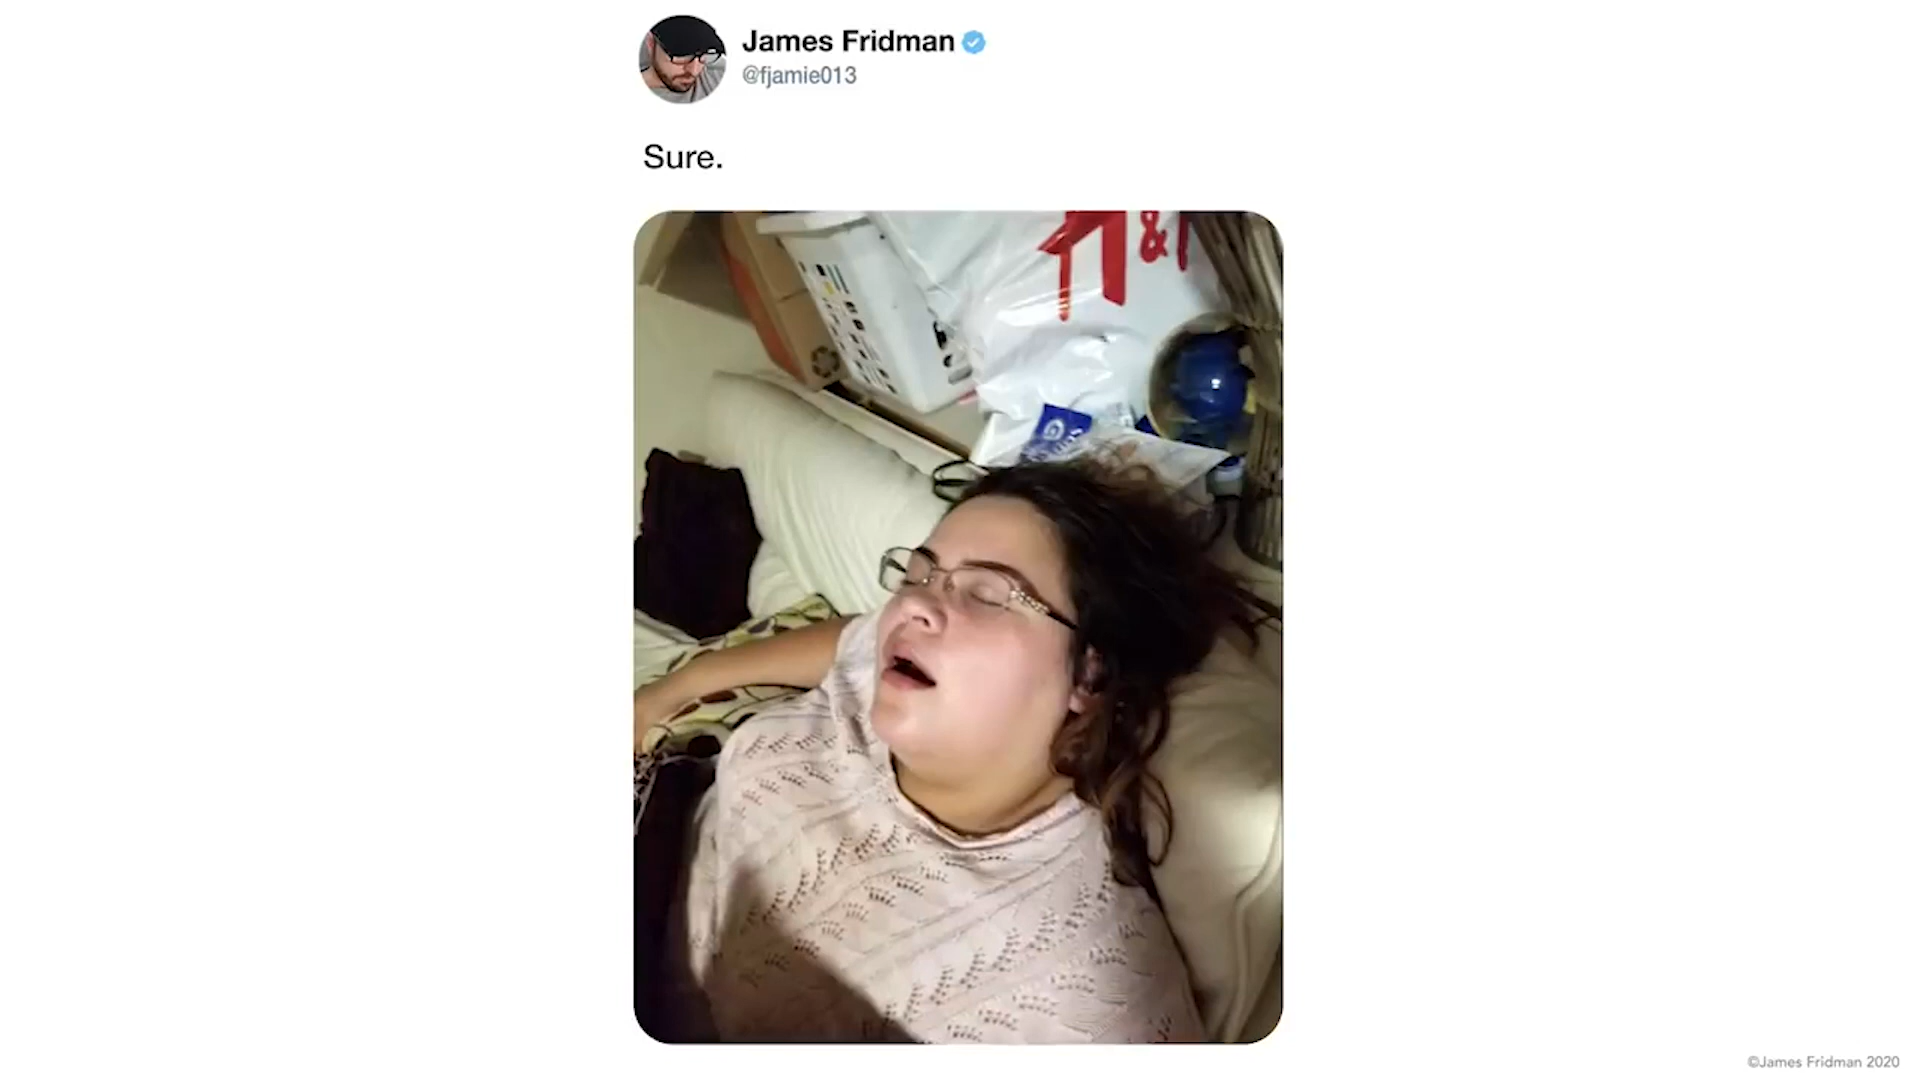 James Fridman
@fjamie013
Sure.
H&
©James Fridman 2020